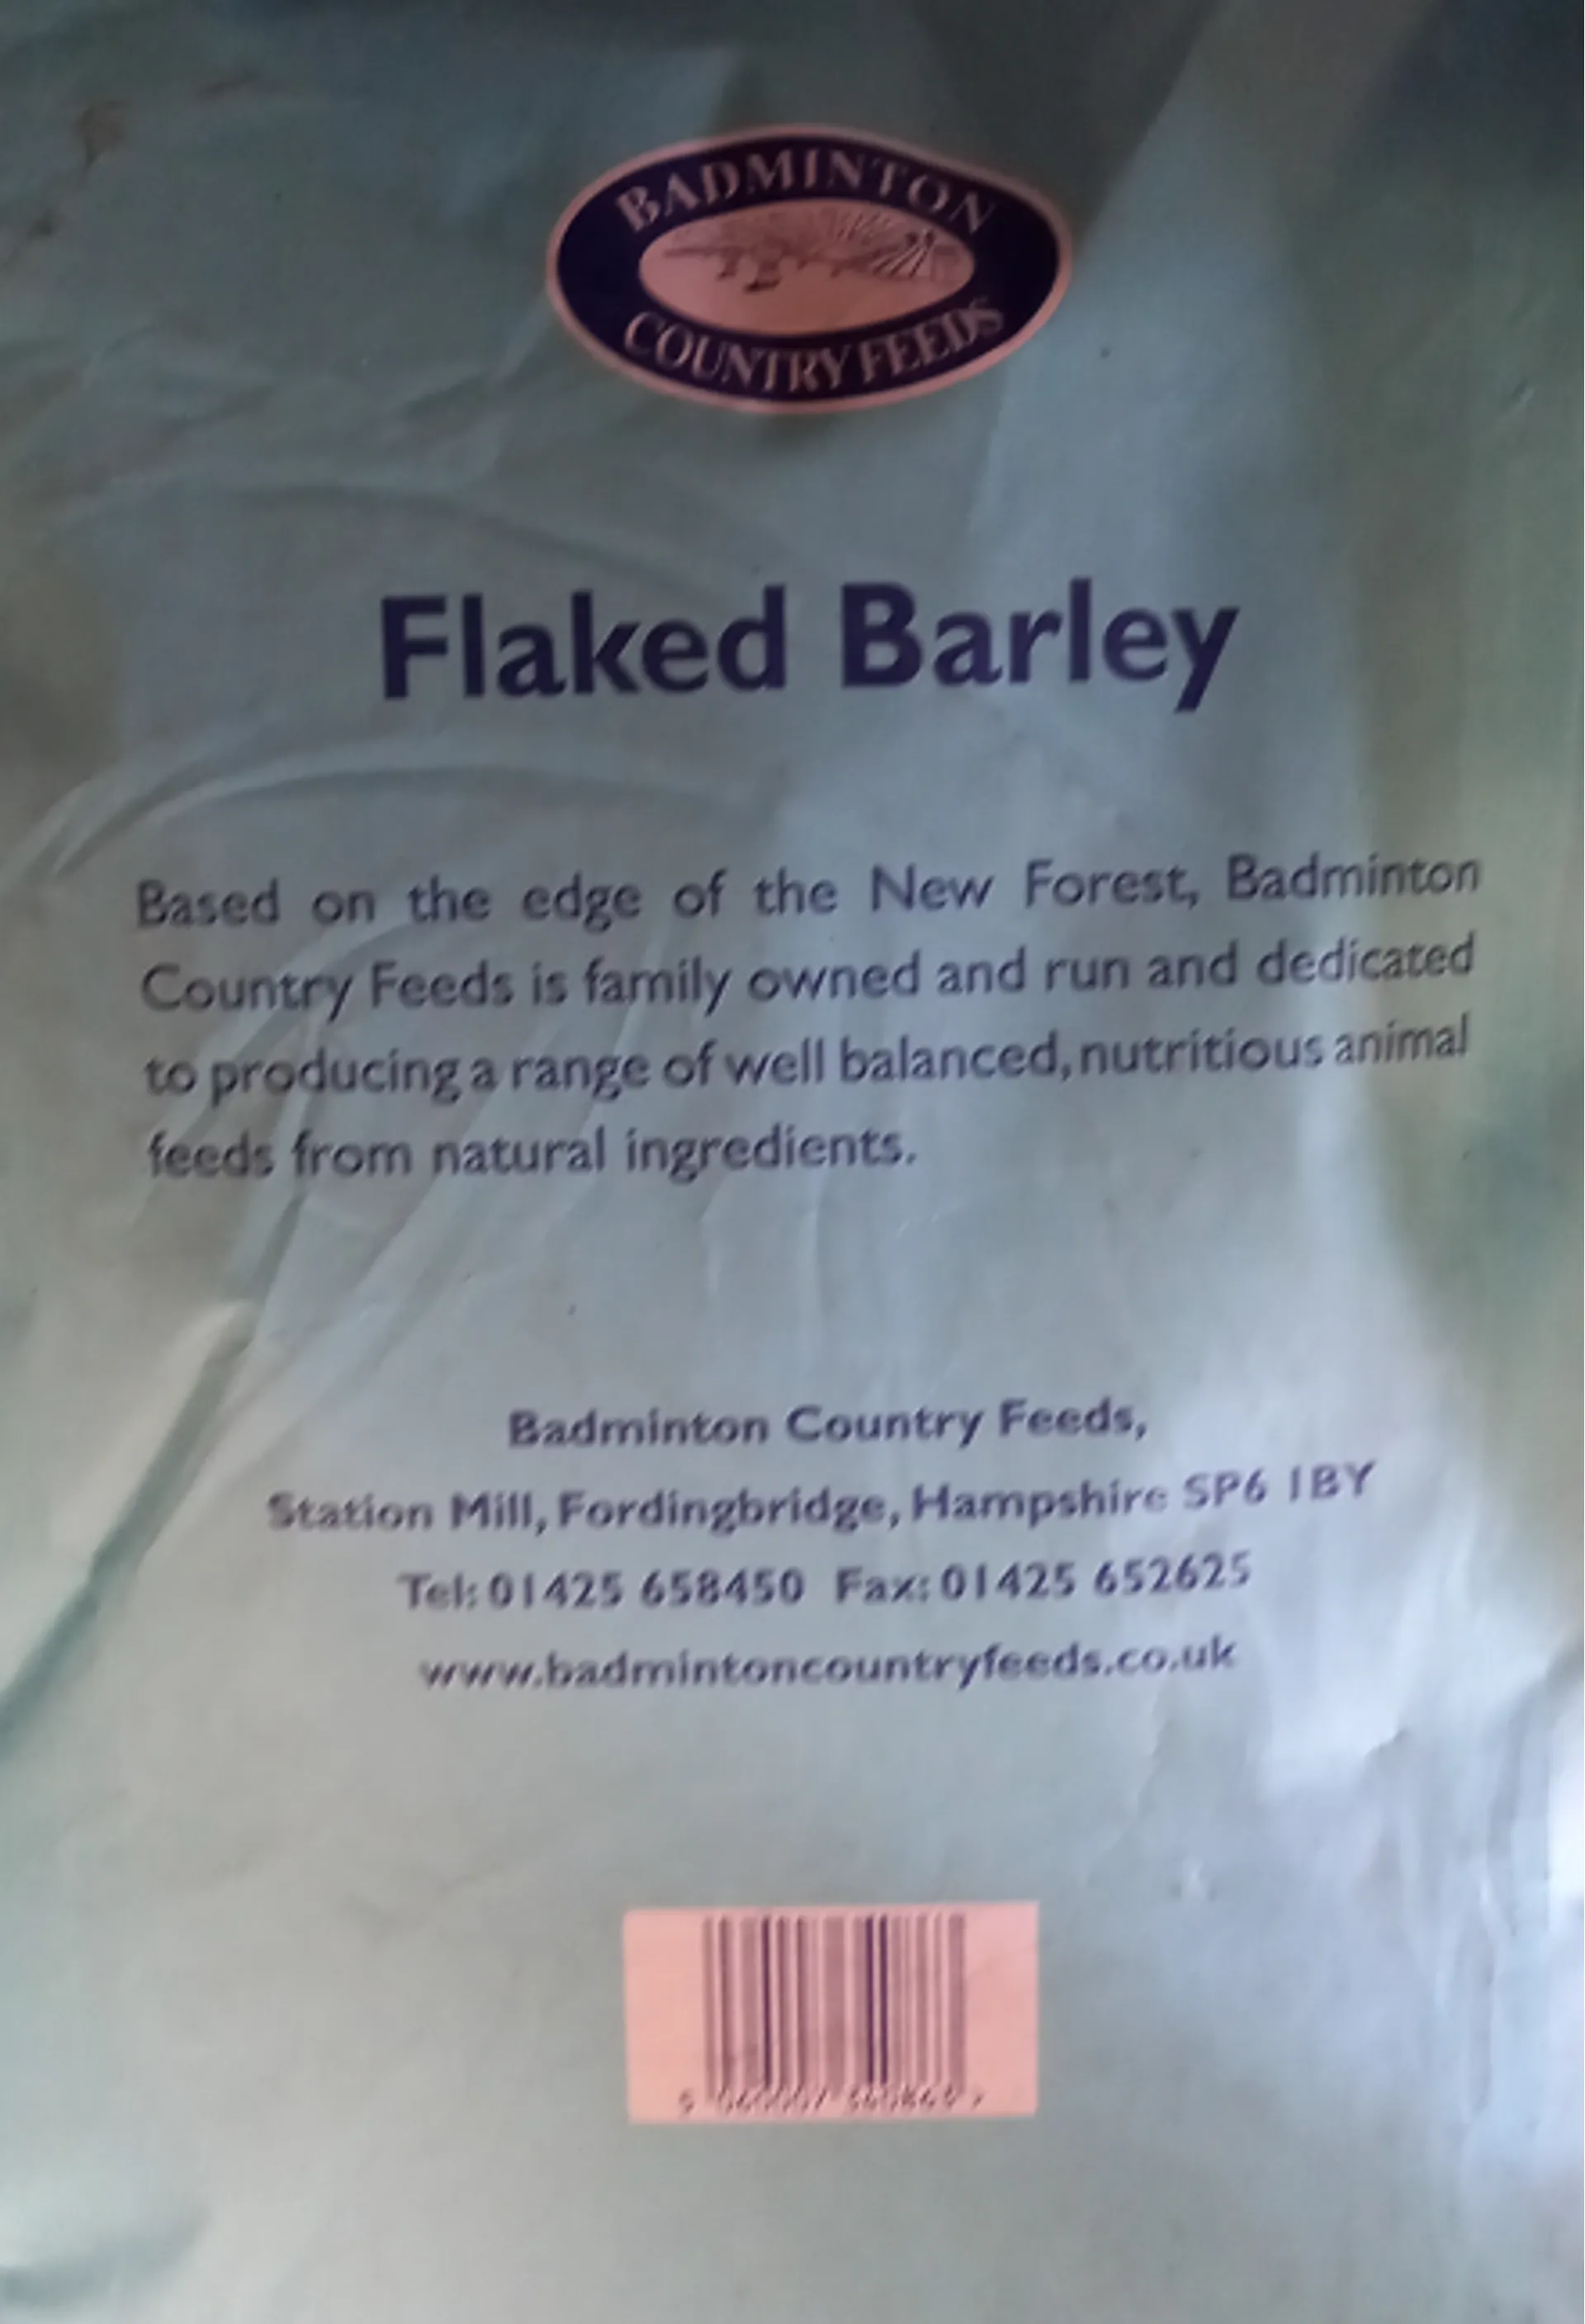 BADMINTON
COUNTRY FEEDS
Flaked Barley
Based on the edge of the New Forest, Badminton
Country Feeds is family owned and run and dedicated
to producing a range of well balanced, nutritious animal
feeds from natural ingredients.
Badminton Country Feeds,
Station Mill, Fordingbridge, Hampshire SP6 1BY
Tel: 01425 658450 Fax: 01425 652625
www.badmintoncountryfeeds.co.uk